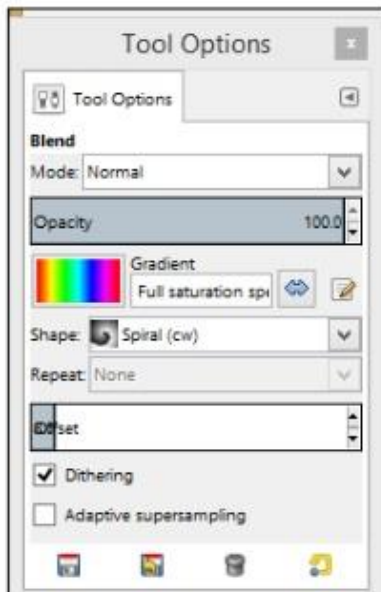 Tool Options
Tool Options
Blend
Mode: Normal
Opacity 100.0
Gradient
Full saturation spe
Shape: Spiral (cw)
Repeat: None
Dithering
Adaptive supersampling